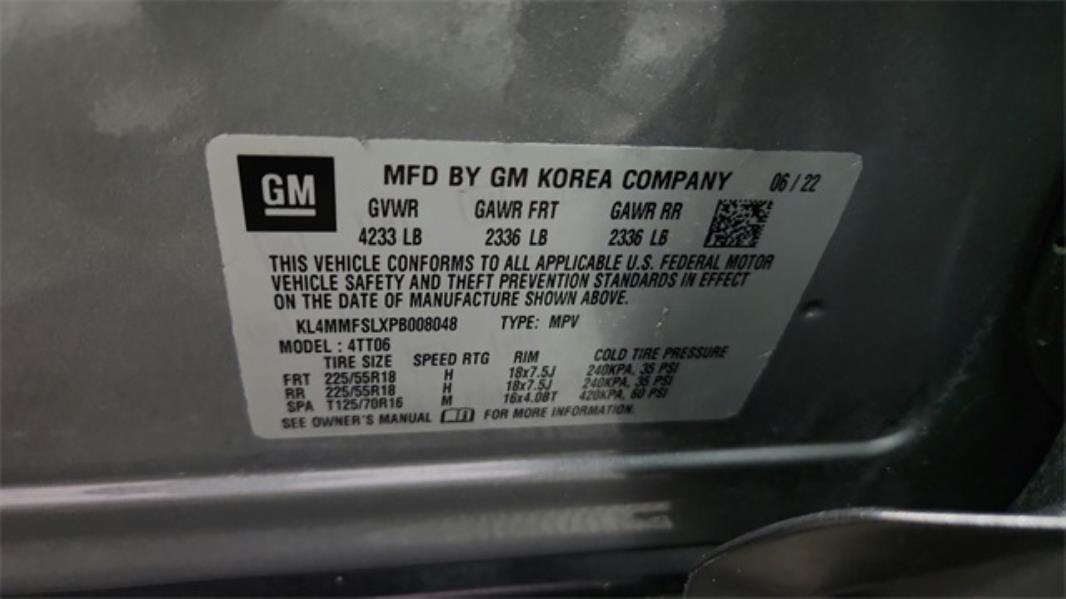 GM
MFD BY GM KOREA COMPANY 06 / 22
GVWR GAWR FRT GAWR RR
4233 LB 2336 LB 2336 LB
THIS VEHICLE CONFORMS TO ALL APPLICABLE U.S. FEDERAL MOTOR
VEHICLE SAFETY AND THEFT PREVENTION STANDARDS IN EFFECT
ON THE DATE OF MANUFACTURE SHOWN ABOVE.
KL4MMFSLXPB008048 TYPE: MPV
MODEL : 4TT06
TIRE SIZE SPEED RTG RIM COLD TIRE PRESSURE
FRT 225/55R18 H 18x7.5J 240KPA, 35 PSI
RR 225/55R18 H 18x7.5J 240KPA, 35 PSI
SPA T125/70R16 M 16x4.0BT 420KPA, 60 PSI
SEE OWNER'S MANUAL FOR MORE INFORMATION.